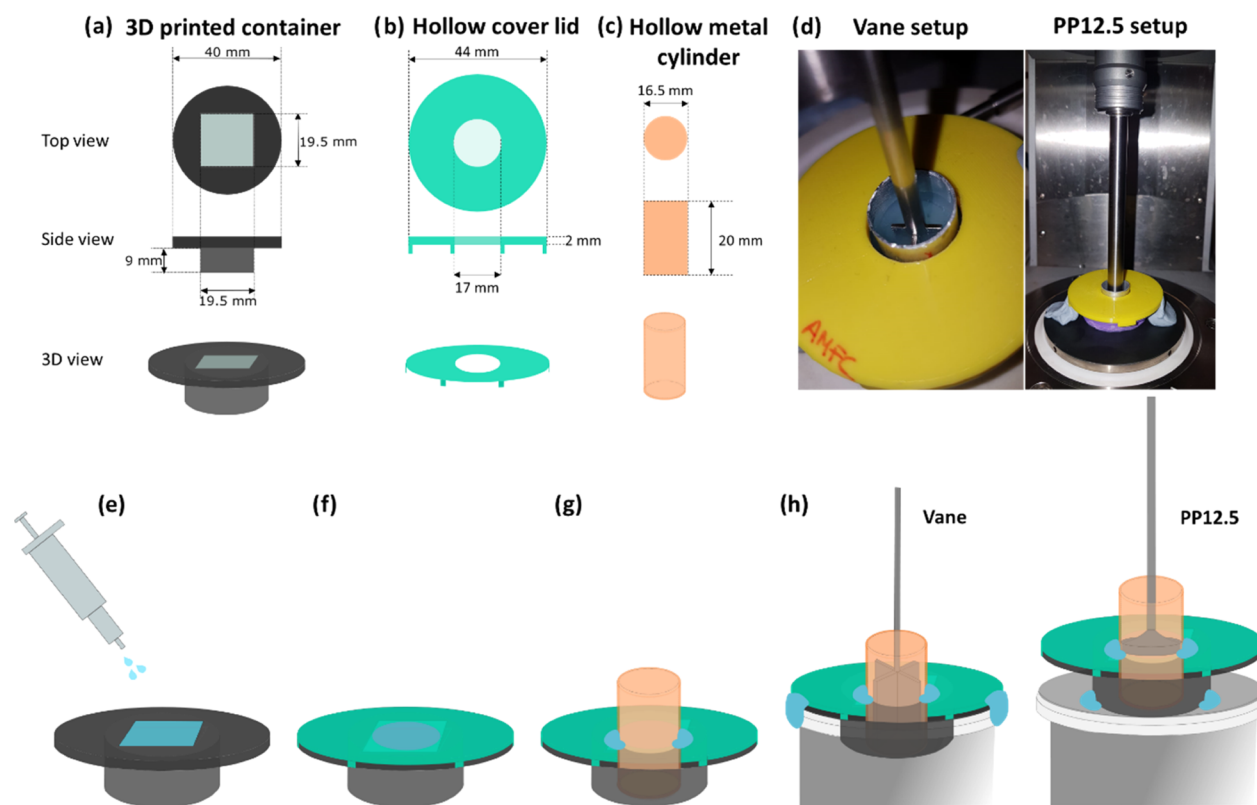 (a) 3D printed container
40 mm
Top view
19.5 mm
Side view
9 mm
19.5 mm
3D view
(b) Hollow cover lid
44 mm
2 mm
17 mm
(c) Hollow metal
cylinder
16.5 mm
20 mm
(d) Vane setup
PP12.5 setup
AMFC
(e)
(f)
(g)
(h)
Vane
PP12.5